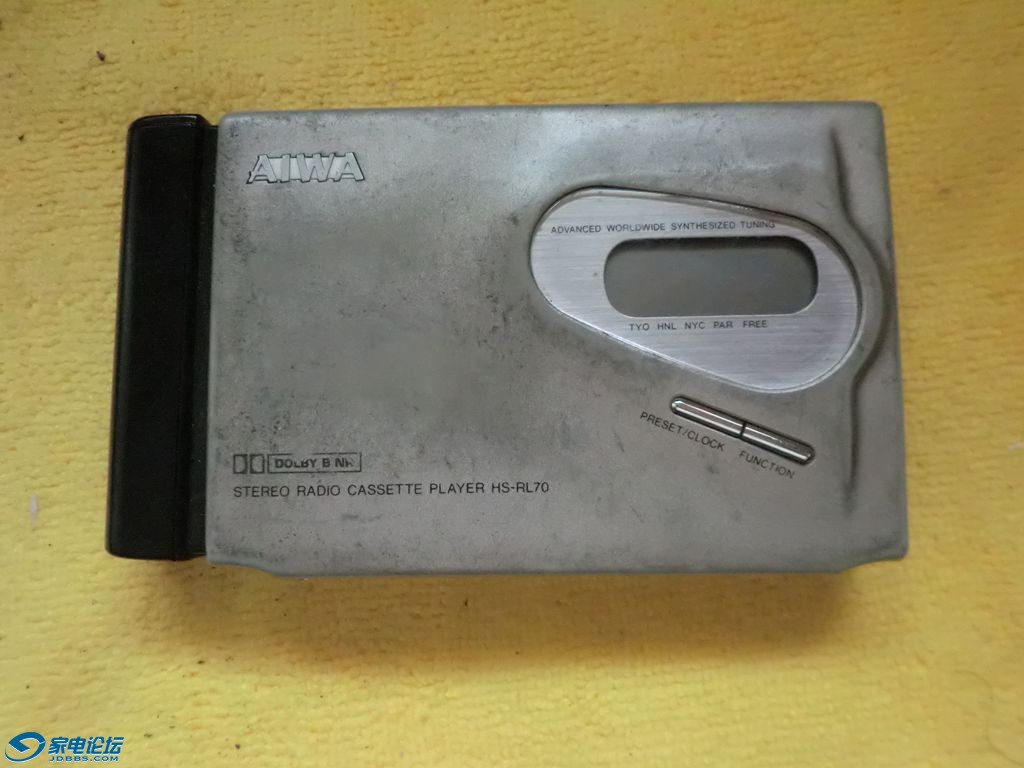 AIWA
ADVANCED WORLDWIDE SYNTHESIZED TUNING
TYO HNL NYC PAR FREE
PRESET/CLOCK FUNCTION
DOLBY B NR
STEREO RADIO CASSETTE PLAYER HS-RL70
家电论坛
JDBBS.COM